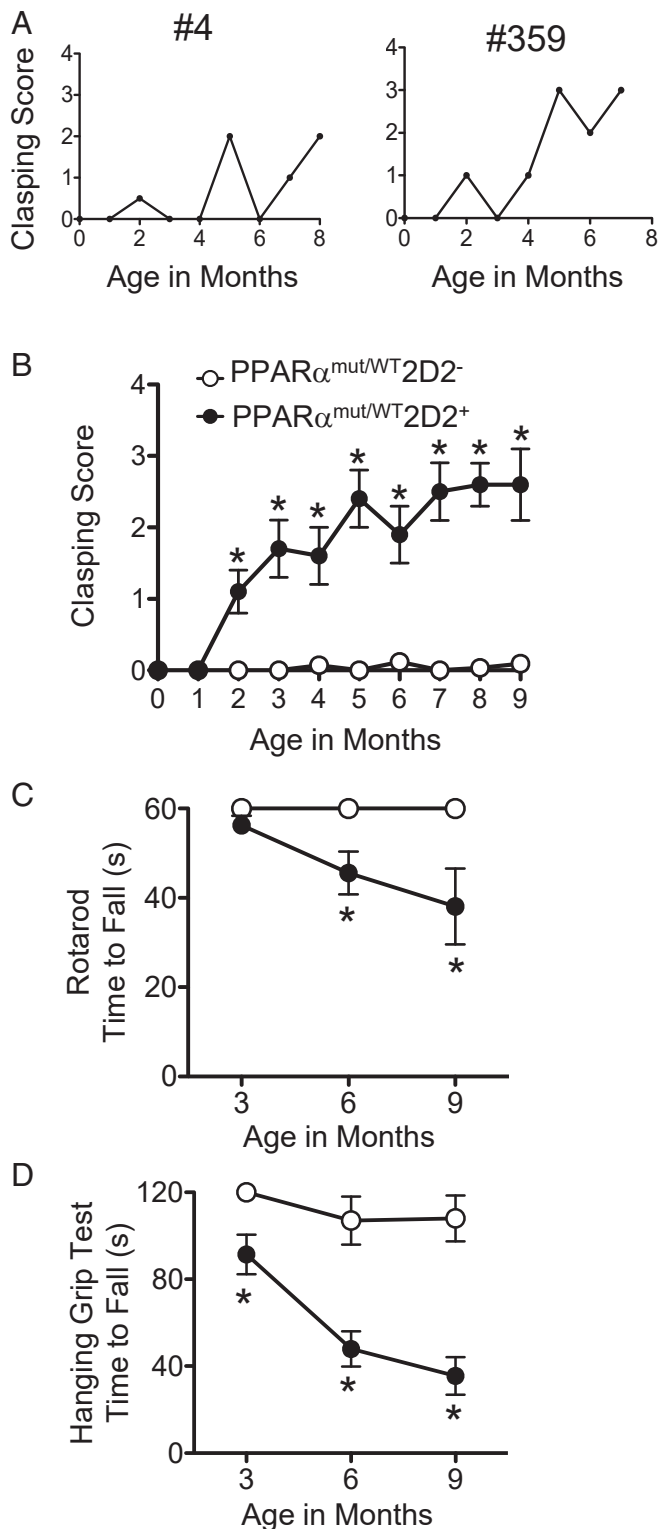 A
#4
#359
Clasping Score
4
3
2
1
0
0 2 4 6 8
Age in Months
4
3
2
1
0
0 2 4 6 8
Age in Months
B
PPARα^mut/WT2D2^-
PPARα^mut/WT2D2^+
Clasping Score
4
3
2
1
0
* * * * * * * *
0 1 2 3 4 5 6 7 8 9
Age in Months
C
Rotarod
Time to Fall (s)
60
40
20
0
* *
3 6 9
Age in Months
D
Hanging Grip Test
Time to Fall (s)
120
80
40
0
* * *
3 6 9
Age in Months